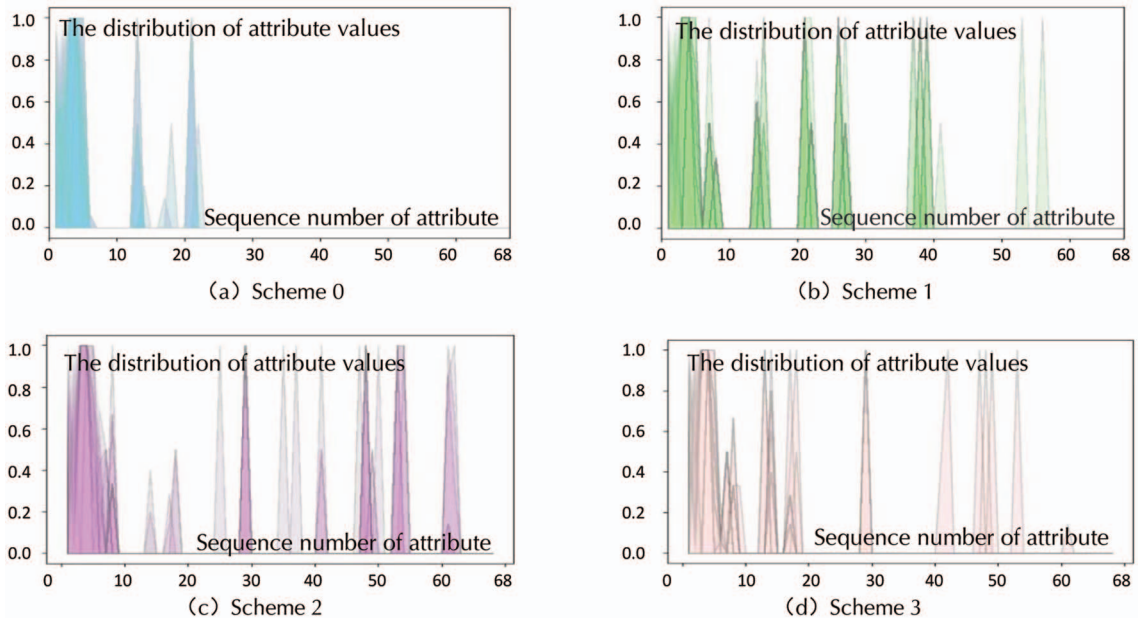 The distribution of attribute values
1.0
0.8
0.6
0.4
0.2
0.0
Sequence number of attribute
0 10 20 30 40 50 60 68
（a）Scheme 0
The distribution of attribute values
1.0
0.8
0.6
0.4
0.2
0.0
Sequence number of attribute
0 10 20 30 40 50 60 68
（b）Scheme 1
The distribution of attribute values
1.0
0.8
0.6
0.4
0.2
0.0
Sequence number of attribute
0 10 20 30 40 50 60 68
（c）Scheme 2
The distribution of attribute values
1.0
0.8
0.6
0.4
0.2
0.0
Sequence number of attribute
0 10 20 30 40 50 60 68
（d）Scheme 3